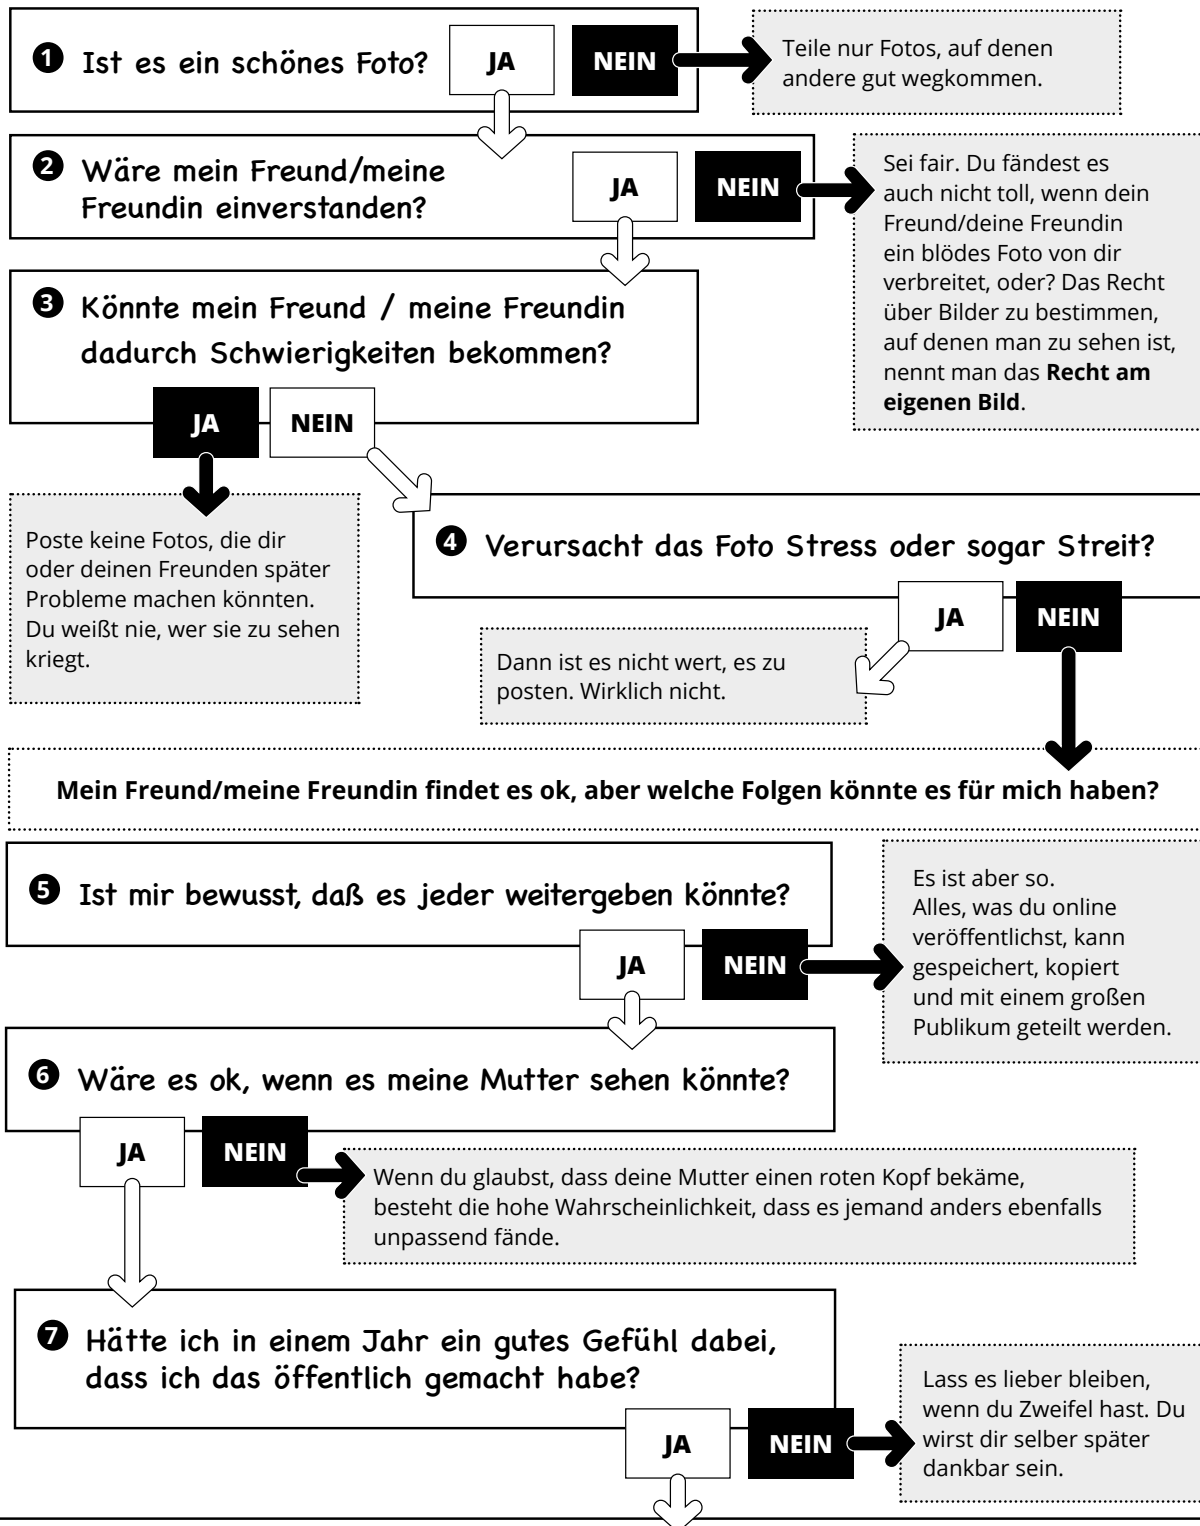 1 Ist es ein schönes Foto?
JA
NEIN
Teile nur Fotos, auf denen
andere gut wegkommen.
2 Wäre mein Freund/meine
Freundin einverstanden?
JA
NEIN
Sei fair. Du fändest es
auch nicht toll, wenn dein
Freund/deine Freundin
ein blödes Foto von dir
verbreitet, oder? Das Recht
über Bilder zu bestimmen,
auf denen man zu sehen ist,
nennt man das Recht am
eigenen Bild.
3 Könnte mein Freund / meine Freundin
dadurch Schwierigkeiten bekommen?
JA
NEIN
Poste keine Fotos, die dir
oder deinen Freunden später
Probleme machen könnten.
Du weißt nie, wer sie zu sehen
kriegt.
4 Verursacht das Foto Stress oder sogar Streit?
JA
NEIN
Dann ist es nicht wert, es zu
posten. Wirklich nicht.
Mein Freund/meine Freundin findet es ok, aber welche Folgen könnte es für mich haben?
5 Ist mir bewusst, daß es jeder weitergeben könnte?
JA
NEIN
Es ist aber so.
Alles, was du online
veröffentlichst, kann
gespeichert, kopiert
und mit einem großen
Publikum geteilt werden.
6 Wäre es ok, wenn es meine Mutter sehen könnte?
JA
NEIN
Wenn du glaubst, dass deine Mutter einen roten Kopf bekäme,
besteht die hohe Wahrscheinlichkeit, dass es jemand anders ebenfalls
unpassend fände.
7 Hätte ich in einem Jahr ein gutes Gefühl dabei,
dass ich das öffentlich gemacht habe?
JA
NEIN
Lass es lieber bleiben,
wenn du Zweifel hast. Du
wirst dir selber später
dankbar sein.